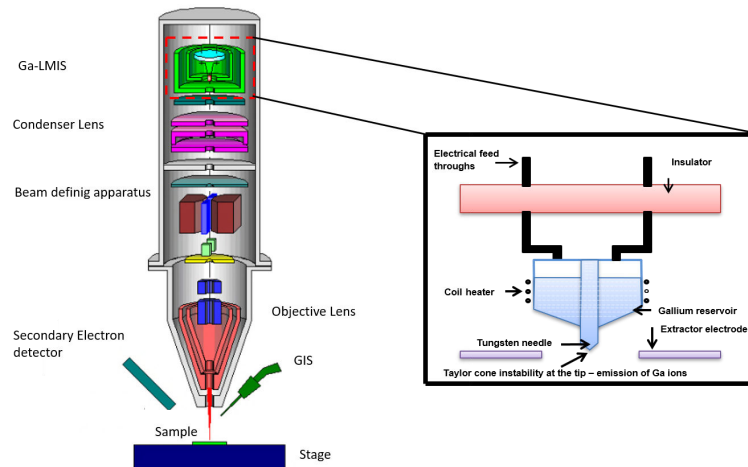 Ga-LMIS
Condenser Lens
Beam definig apparatus
Objective Lens
Secondary Electron
detector
GIS
Sample
Stage
Electrical feed
throughs
Insulator
Coil heater
Gallium reservoir
Extractor electrode
Tungsten needle
Taylor cone instability at the tip – emission of Ga ions